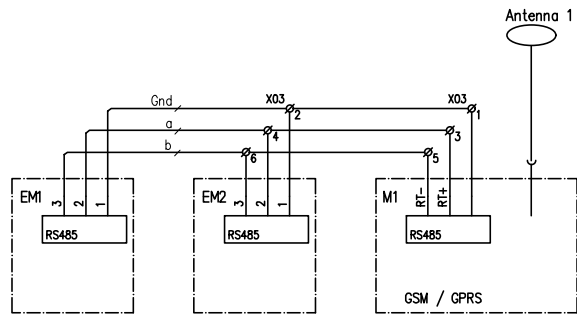 Antenna 1
Gnd
X03
X03
2
1
a
4
3
b
6
5
EM1
3
2
1
EM2
3
2
1
M1
RT-
RT+
RS485
RS485
RS485
GSM / GPRS